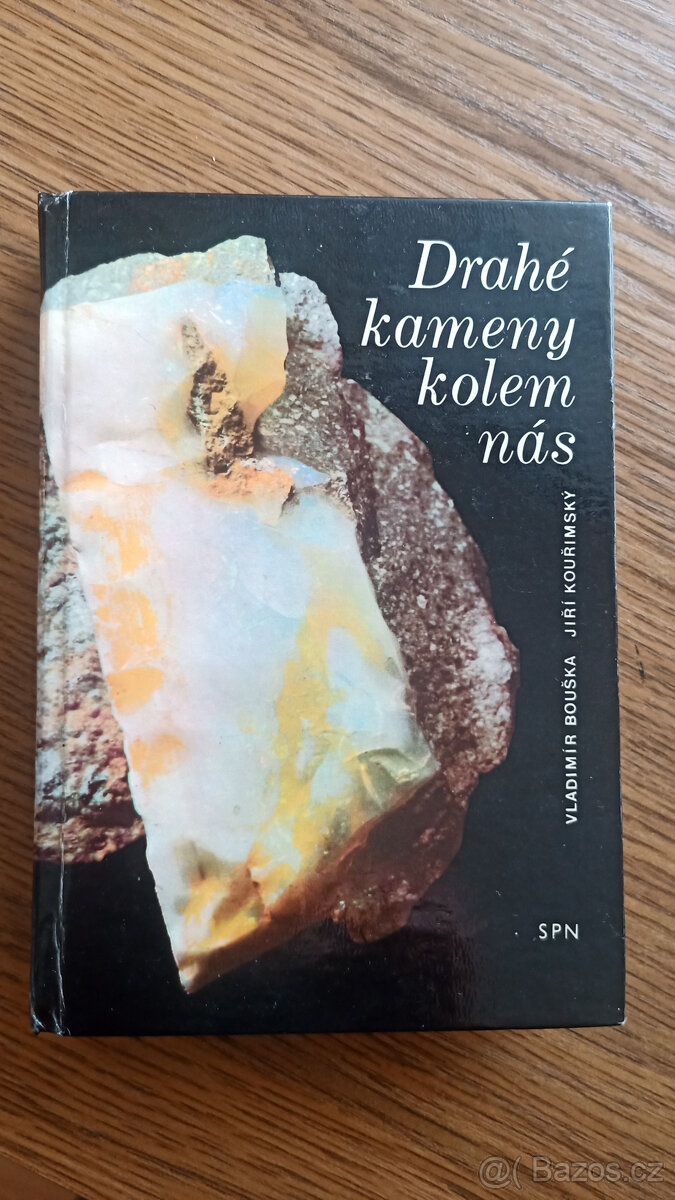 Drahé
kameny
kolem
nás
VLADIMÍR BOUŠKA JIŘÍ KOUŘIMSKÝ
SPN
@ Bazos.cz